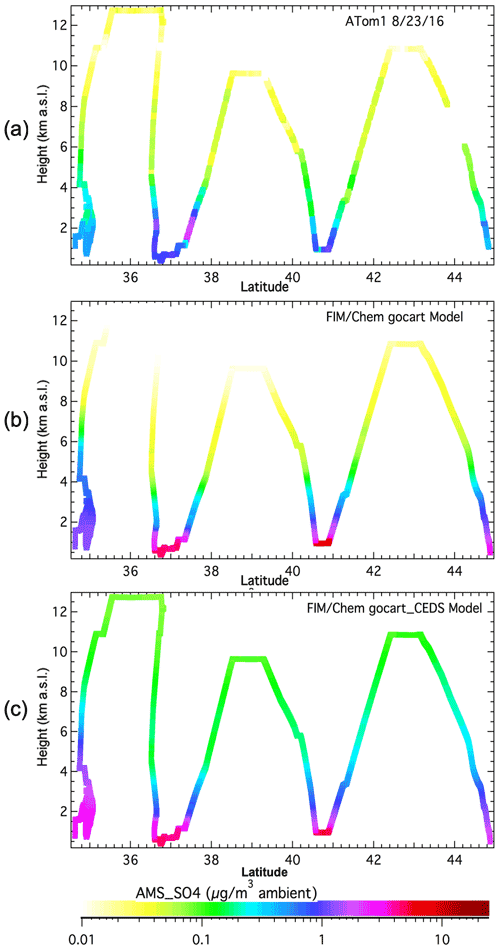 (a)
ATom1 8/23/16
Height (km a.s.l.)
12
10
8
6
4
2
36 38 40 42 44
Latitude
(b)
FIM/Chem gocart Model
Height (km a.s.l.)
12
10
8
6
4
2
36 38 40 42 44
Latitude
(c)
FIM/Chem gocart_CEDS Model
Height (km a.s.l.)
12
10
8
6
4
2
36 38 40 42 44
Latitude
AMS_SO4 (μg/m³ ambient)
0.01 0.1 1 10